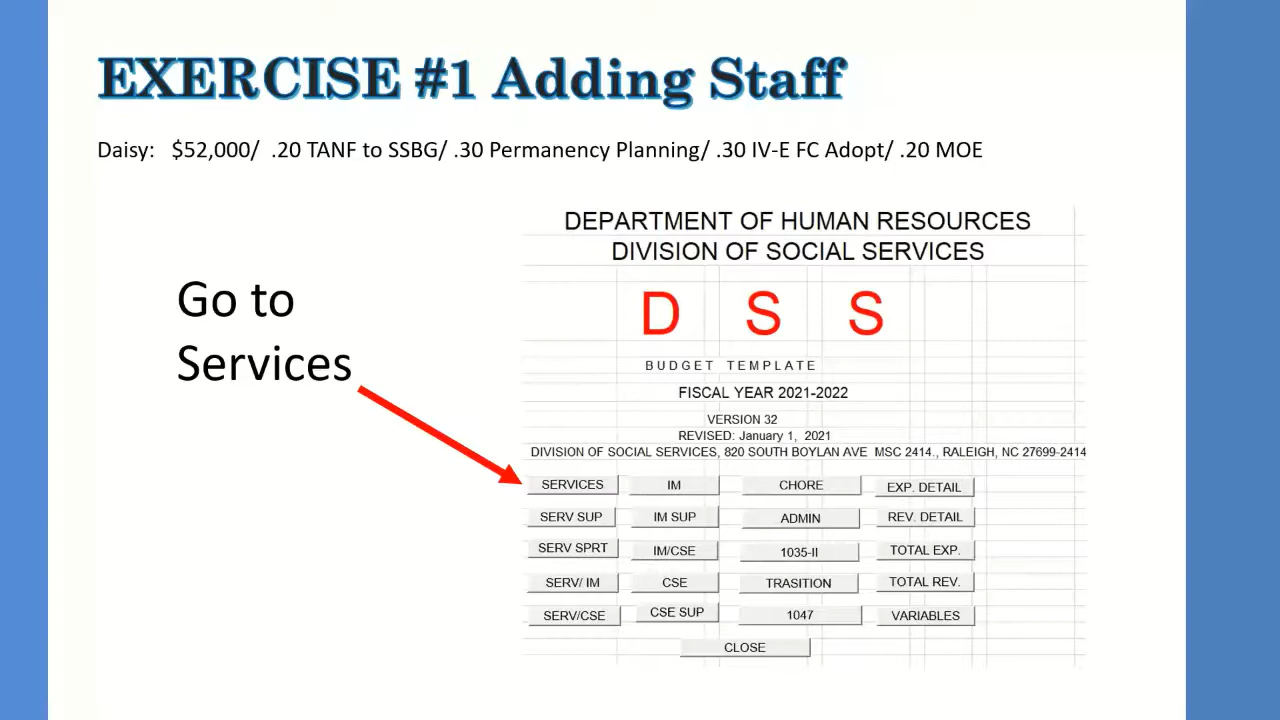 EXERCISE #1 Adding Staff
Daisy: $52,000/ .20 TANF to SSBG/ .30 Permanency Planning/ .30 IV-E FC Adopt/ .20 MOE
Go to
Services
DEPARTMENT OF HUMAN RESOURCES
DIVISION OF SOCIAL SERVICES
D S S
BUDGET TEMPLATE
FISCAL YEAR 2021-2022
VERSION 32
REVISED: January 1, 2021
DIVISION OF SOCIAL SERVICES, 820 SOUTH BOYLAN AVE MSC 2414., RALEIGH, NC 27699-2414
SERVICES IM CHORE EXP. DETAIL
SERV SUP IM SUP ADMIN REV. DETAIL
SERV SPRT IM/CSE 1035-II TOTAL EXP.
SERV/ IM CSE TRASITION TOTAL REV.
SERV/CSE CSE SUP 1047 VARIABLES
CLOSE